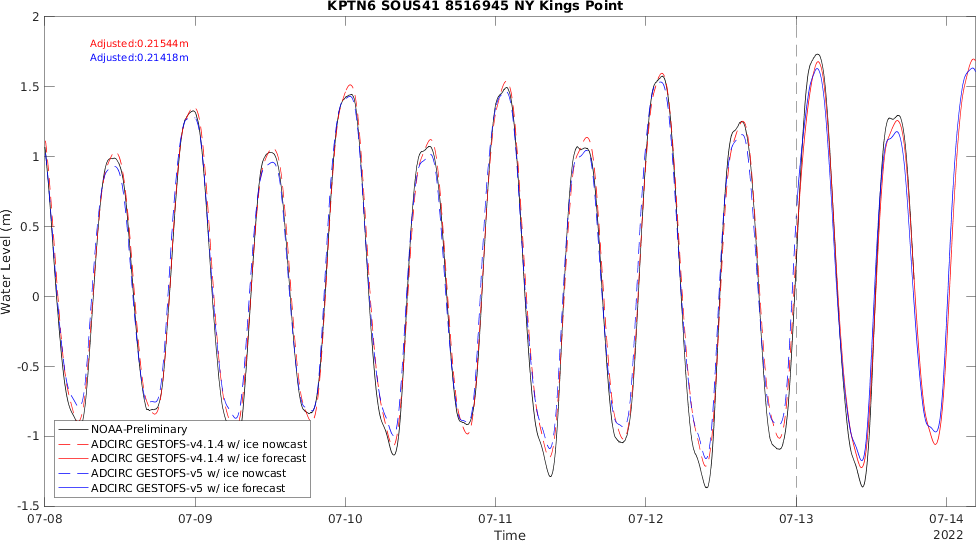 KPTN6 SOUS41 8516945 NY Kings Point
Adjusted:0.21544m
Adjusted:0.21418m
2
1.5
1
0.5
0
-0.5
-1
-1.5
Water Level (m)
NOAA-Preliminary
ADCIRC GESTOFS-v4.1.4 w/ ice nowcast
ADCIRC GESTOFS-v4.1.4 w/ ice forecast
ADCIRC GESTOFS-v5 w/ ice nowcast
ADCIRC GESTOFS-v5 w/ ice forecast
07-08 07-09 07-10 07-11 07-12 07-13 07-14
Time
2022